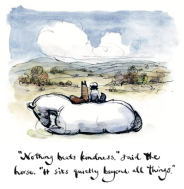 "Nothing beats kindness," said the
horse. "It sits quietly beyond all things."